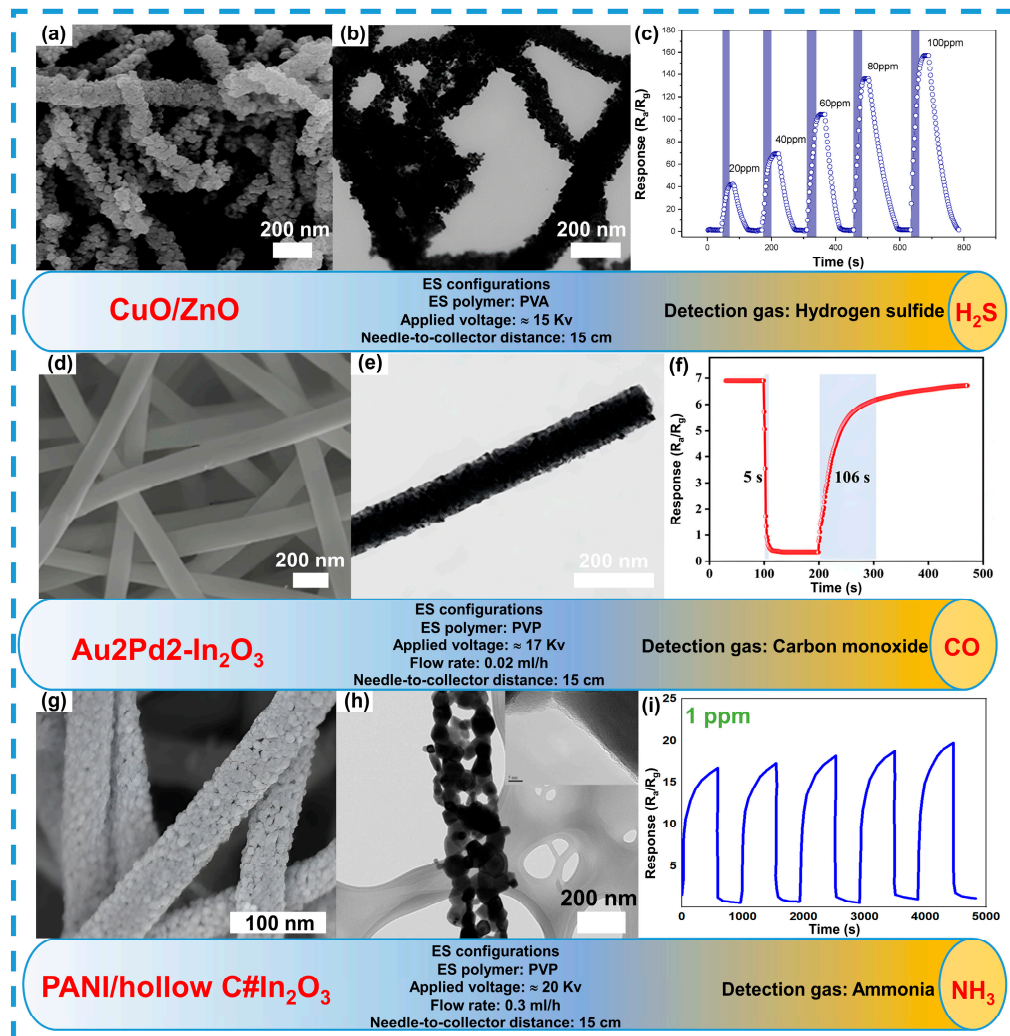 (a)
200 nm
(b)
200 nm
(c)
Response (Ra/Rg)
180
160
140
120
100
80
60
40
20
0
20ppm
40ppm
60ppm
80ppm
100ppm
0
200
400
600
800
Time (s)
CuO/ZnO
ES configurations
ES polymer: PVA
Applied voltage: ≈ 15 Kv
Needle-to-collector distance: 15 cm
Detection gas: Hydrogen sulfide
H₂S
(d)
200 nm
(e)
200 nm
(f)
Response (Ra/Rg)
7
6
5
4
3
2
1
0
5 s
106 s
0
100
200
300
400
500
Time (s)
Au2Pd2-In₂O₃
ES configurations
ES polymer: PVP
Applied voltage: ≈ 17 Kv
Flow rate: 0.02 ml/h
Needle-to-collector distance: 15 cm
Detection gas: Carbon monoxide
CO
(g)
100 nm
(h)
200 nm
(i)
1 ppm
Response (Ra/Rg)
25
20
15
10
5
0
1000
2000
3000
4000
5000
Time (s)
PANI/hollow C#In₂O₃
ES configurations
ES polymer: PVP
Applied voltage: ≈ 20 Kv
Flow rate: 0.3 ml/h
Needle-to-collector distance: 15 cm
Detection gas: Ammonia
NH₃